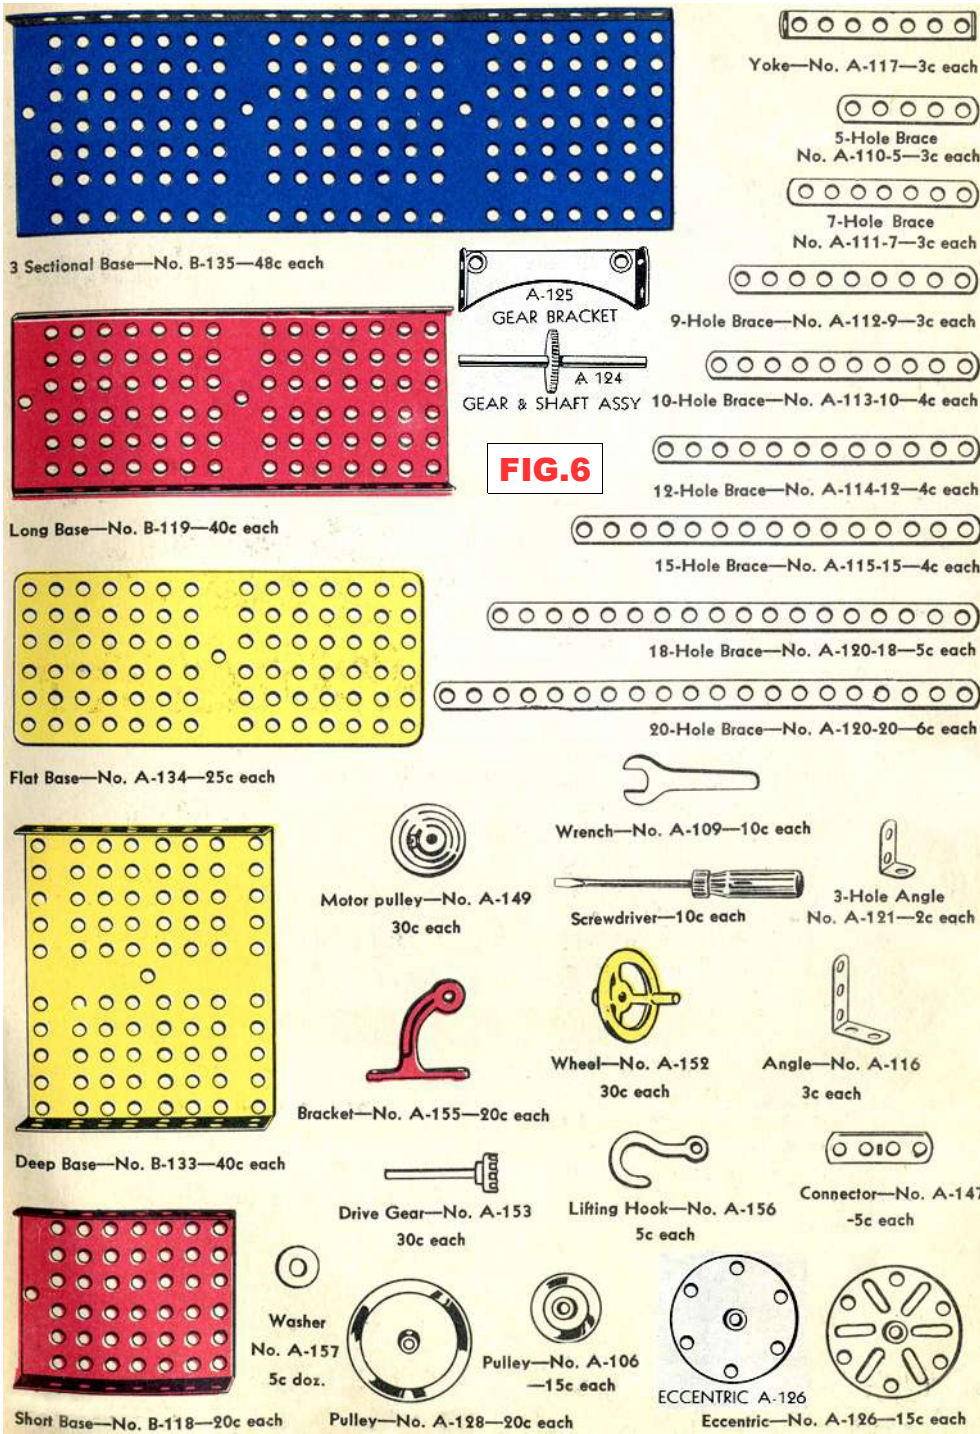 Yoke—No. A-117—3c each
5-Hole Brace
No. A-110-5—3c each
7-Hole Brace
No. A-111-7—3c each
3 Sectional Base—No. B-135—48c each
A-125
GEAR BRACKET
9-Hole Brace—No. A-112-9—3c each
A 124
GEAR & SHAFT ASSY
10-Hole Brace—No. A-113-10—4c each
FIG.6
12-Hole Brace—No. A-114-12—4c each
Long Base—No. B-119—40c each
15-Hole Brace—No. A-115-15—4c each
18-Hole Brace—No. A-120-18—5c each
20-Hole Brace—No. A-120-20—6c each
Flat Base—No. A-134—25c each
Wrench—No. A-109—10c each
Motor pulley—No. A-149
30c each
Screwdriver—10c each
3-Hole Angle
No. A-121—2c each
Wheel—No. A-152
30c each
Angle—No. A-116
3c each
Bracket—No. A-155—20c each
Deep Base—No. B-133—40c each
Drive Gear—No. A-153
30c each
Lifting Hook—No. A-156
5c each
Connector—No. A-147
-5c each
Washer
No. A-157
5c doz.
Pulley—No. A-106
—15c each
ECCENTRIC A-126
Short Base—No. B-118—20c each
Pulley—No. A-128—20c each
Eccentric—No. A-126—15c each